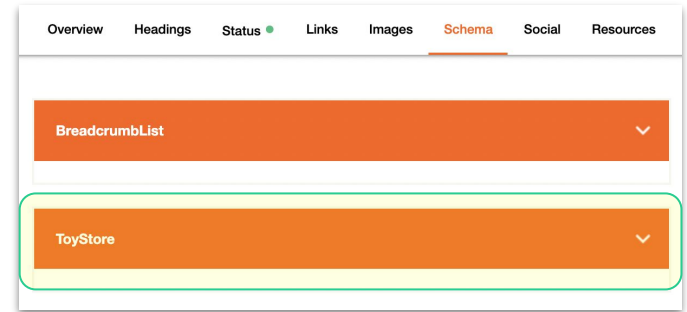 Overview Headings Status Links Images Schema Social Resources
BreadcrumbList
ToyStore